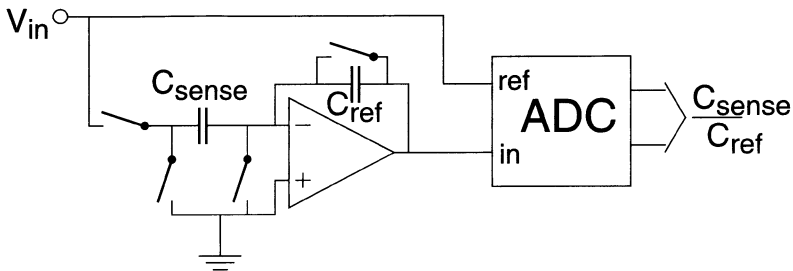 Vin
Csense
Cref
−
+
ref
ADC
in
Csense
Cref